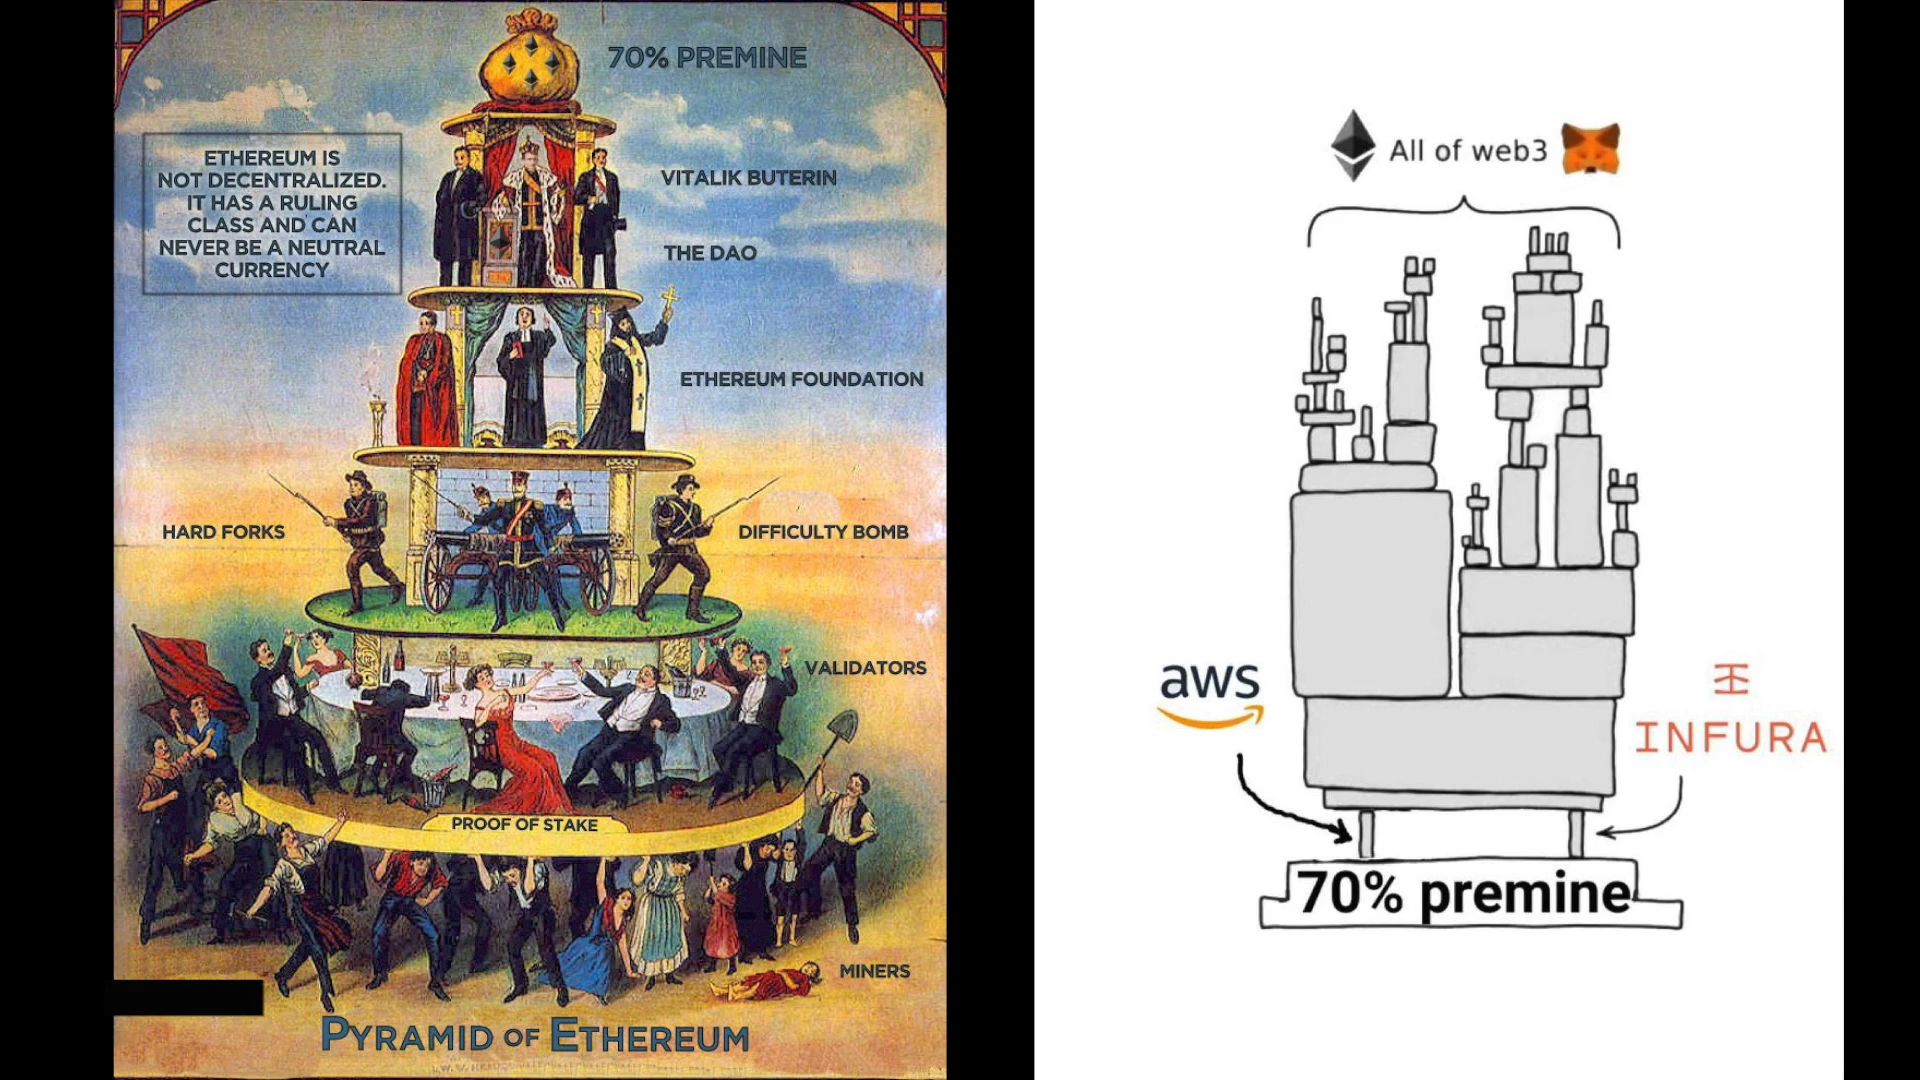 70% PREMINE
ETHEREUM IS
NOT DECENTRALIZED.
IT HAS A RULING
CLASS AND CAN
NEVER BE A NEUTRAL
CURRENCY
VITALIK BUTERIN
THE DAO
ETHEREUM FOUNDATION
HARD FORKS
DIFFICULTY BOMB
VALIDATORS
PROOF OF STAKE
MINERS
PYRAMID OF ETHEREUM
All of web3
aws
INFURA
70% premine